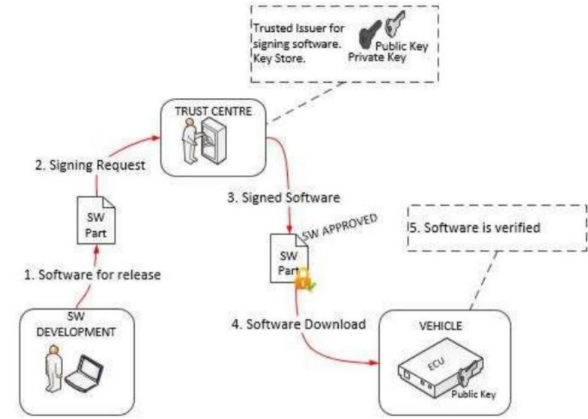 Trusted Issuer for
signing software.
Key Store.
Public Key
Private Key
TRUST CENTRE
2. Signing Request
3. Signed Software
SW
Part
SW APPROVED
5. Software is verified
SW
Part
1. Software for release
4. Software Download
SW
DEVELOPMENT
VEHICLE
ECU
Public Key